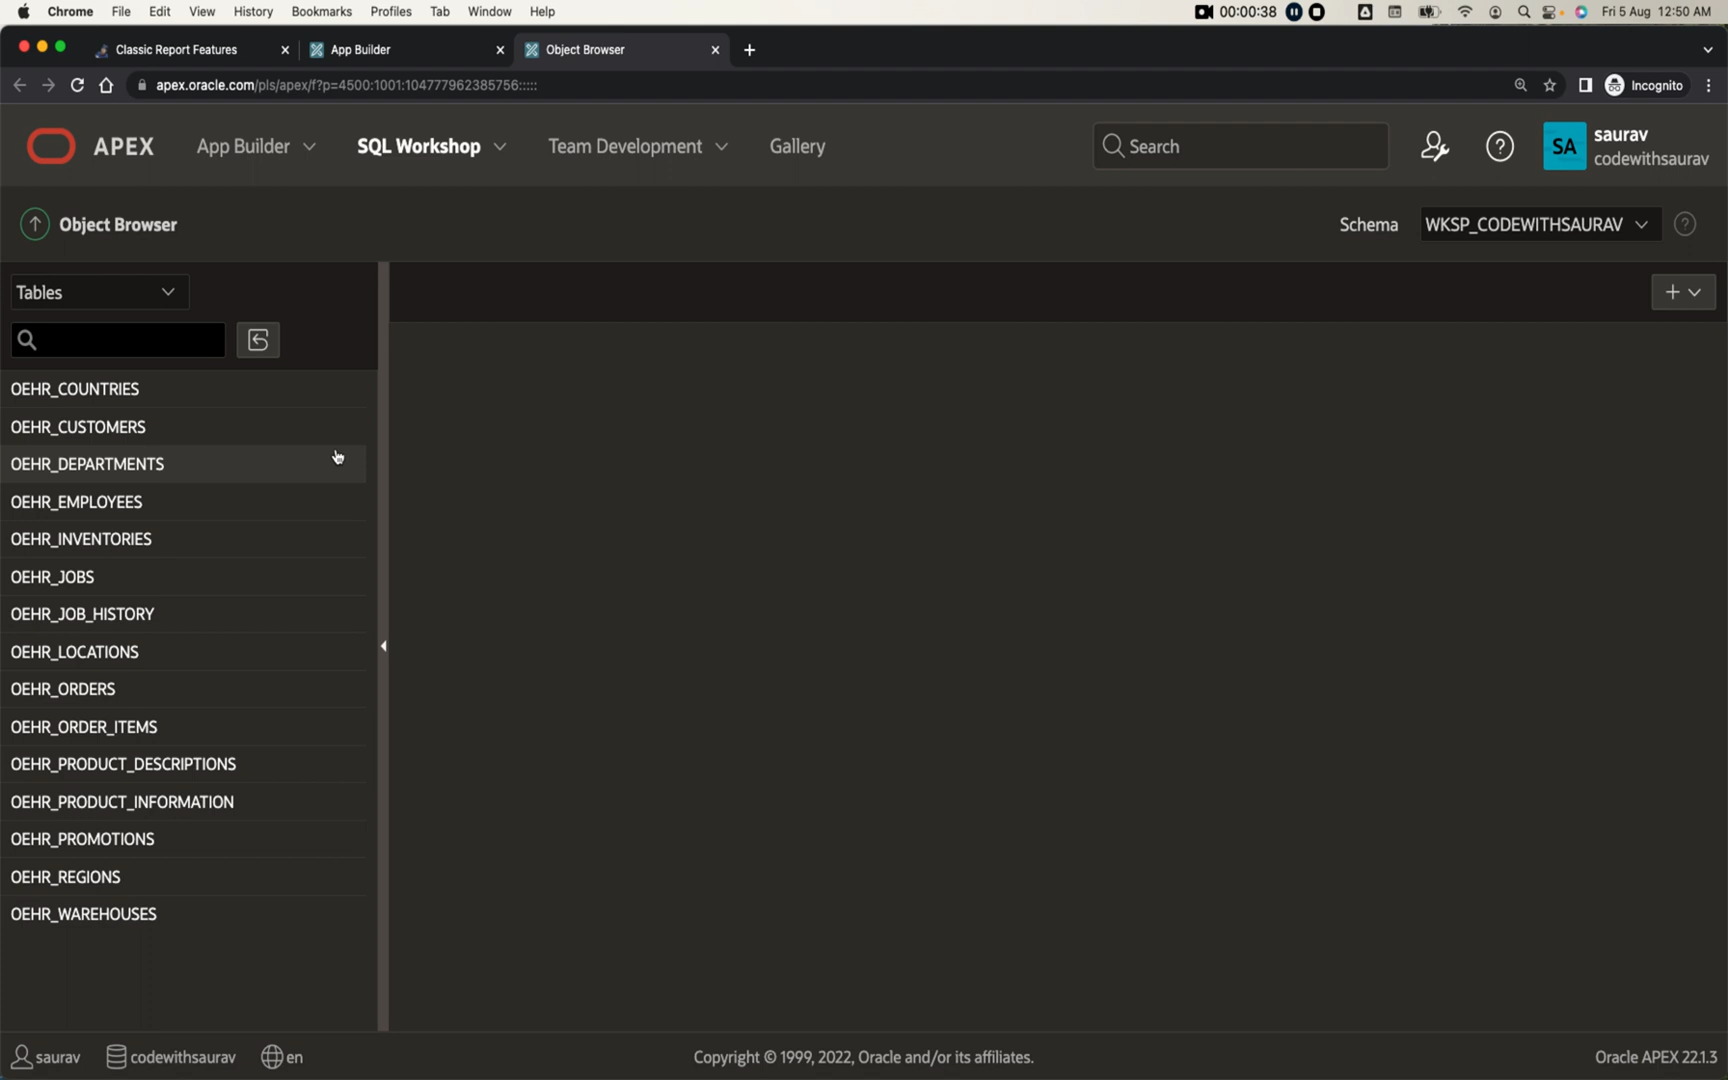 Chrome File Edit View History Bookmarks Profiles Tab Window Help 00:00:38 Fri 5 Aug 12:50 AM
Classic Report Features App Builder Object Browser
apex.oracle.com/pls/apex/f?p=4500:1001:104777962385756::::: Incognito
APEX App Builder SQL Workshop Team Development Gallery Search SA saurav
codewithsaurav
Object Browser Schema WKSP_CODEWITHSAURAV
Tables
OEHR_COUNTRIES
OEHR_CUSTOMERS
OEHR_DEPARTMENTS
OEHR_EMPLOYEES
OEHR_INVENTORIES
OEHR_JOBS
OEHR_JOB_HISTORY
OEHR_LOCATIONS
OEHR_ORDERS
OEHR_ORDER_ITEMS
OEHR_PRODUCT_DESCRIPTIONS
OEHR_PRODUCT_INFORMATION
OEHR_PROMOTIONS
OEHR_REGIONS
OEHR_WAREHOUSES
saurav codewithsaurav en Copyright © 1999, 2022, Oracle and/or its affiliates. Oracle APEX 22.1.3